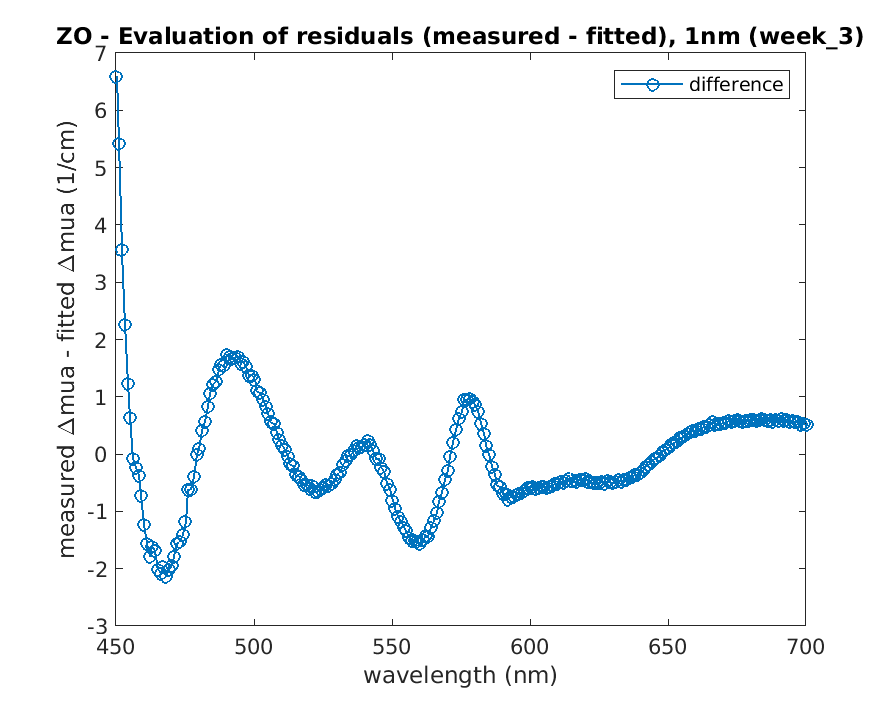 ZO - Evaluation of residuals (measured - fitted), 1nm (week_3)
difference
measured Δmua - fitted Δmua (1/cm)
7
6
5
4
3
2
1
0
-1
-2
-3
450 500 550 600 650 700
wavelength (nm)